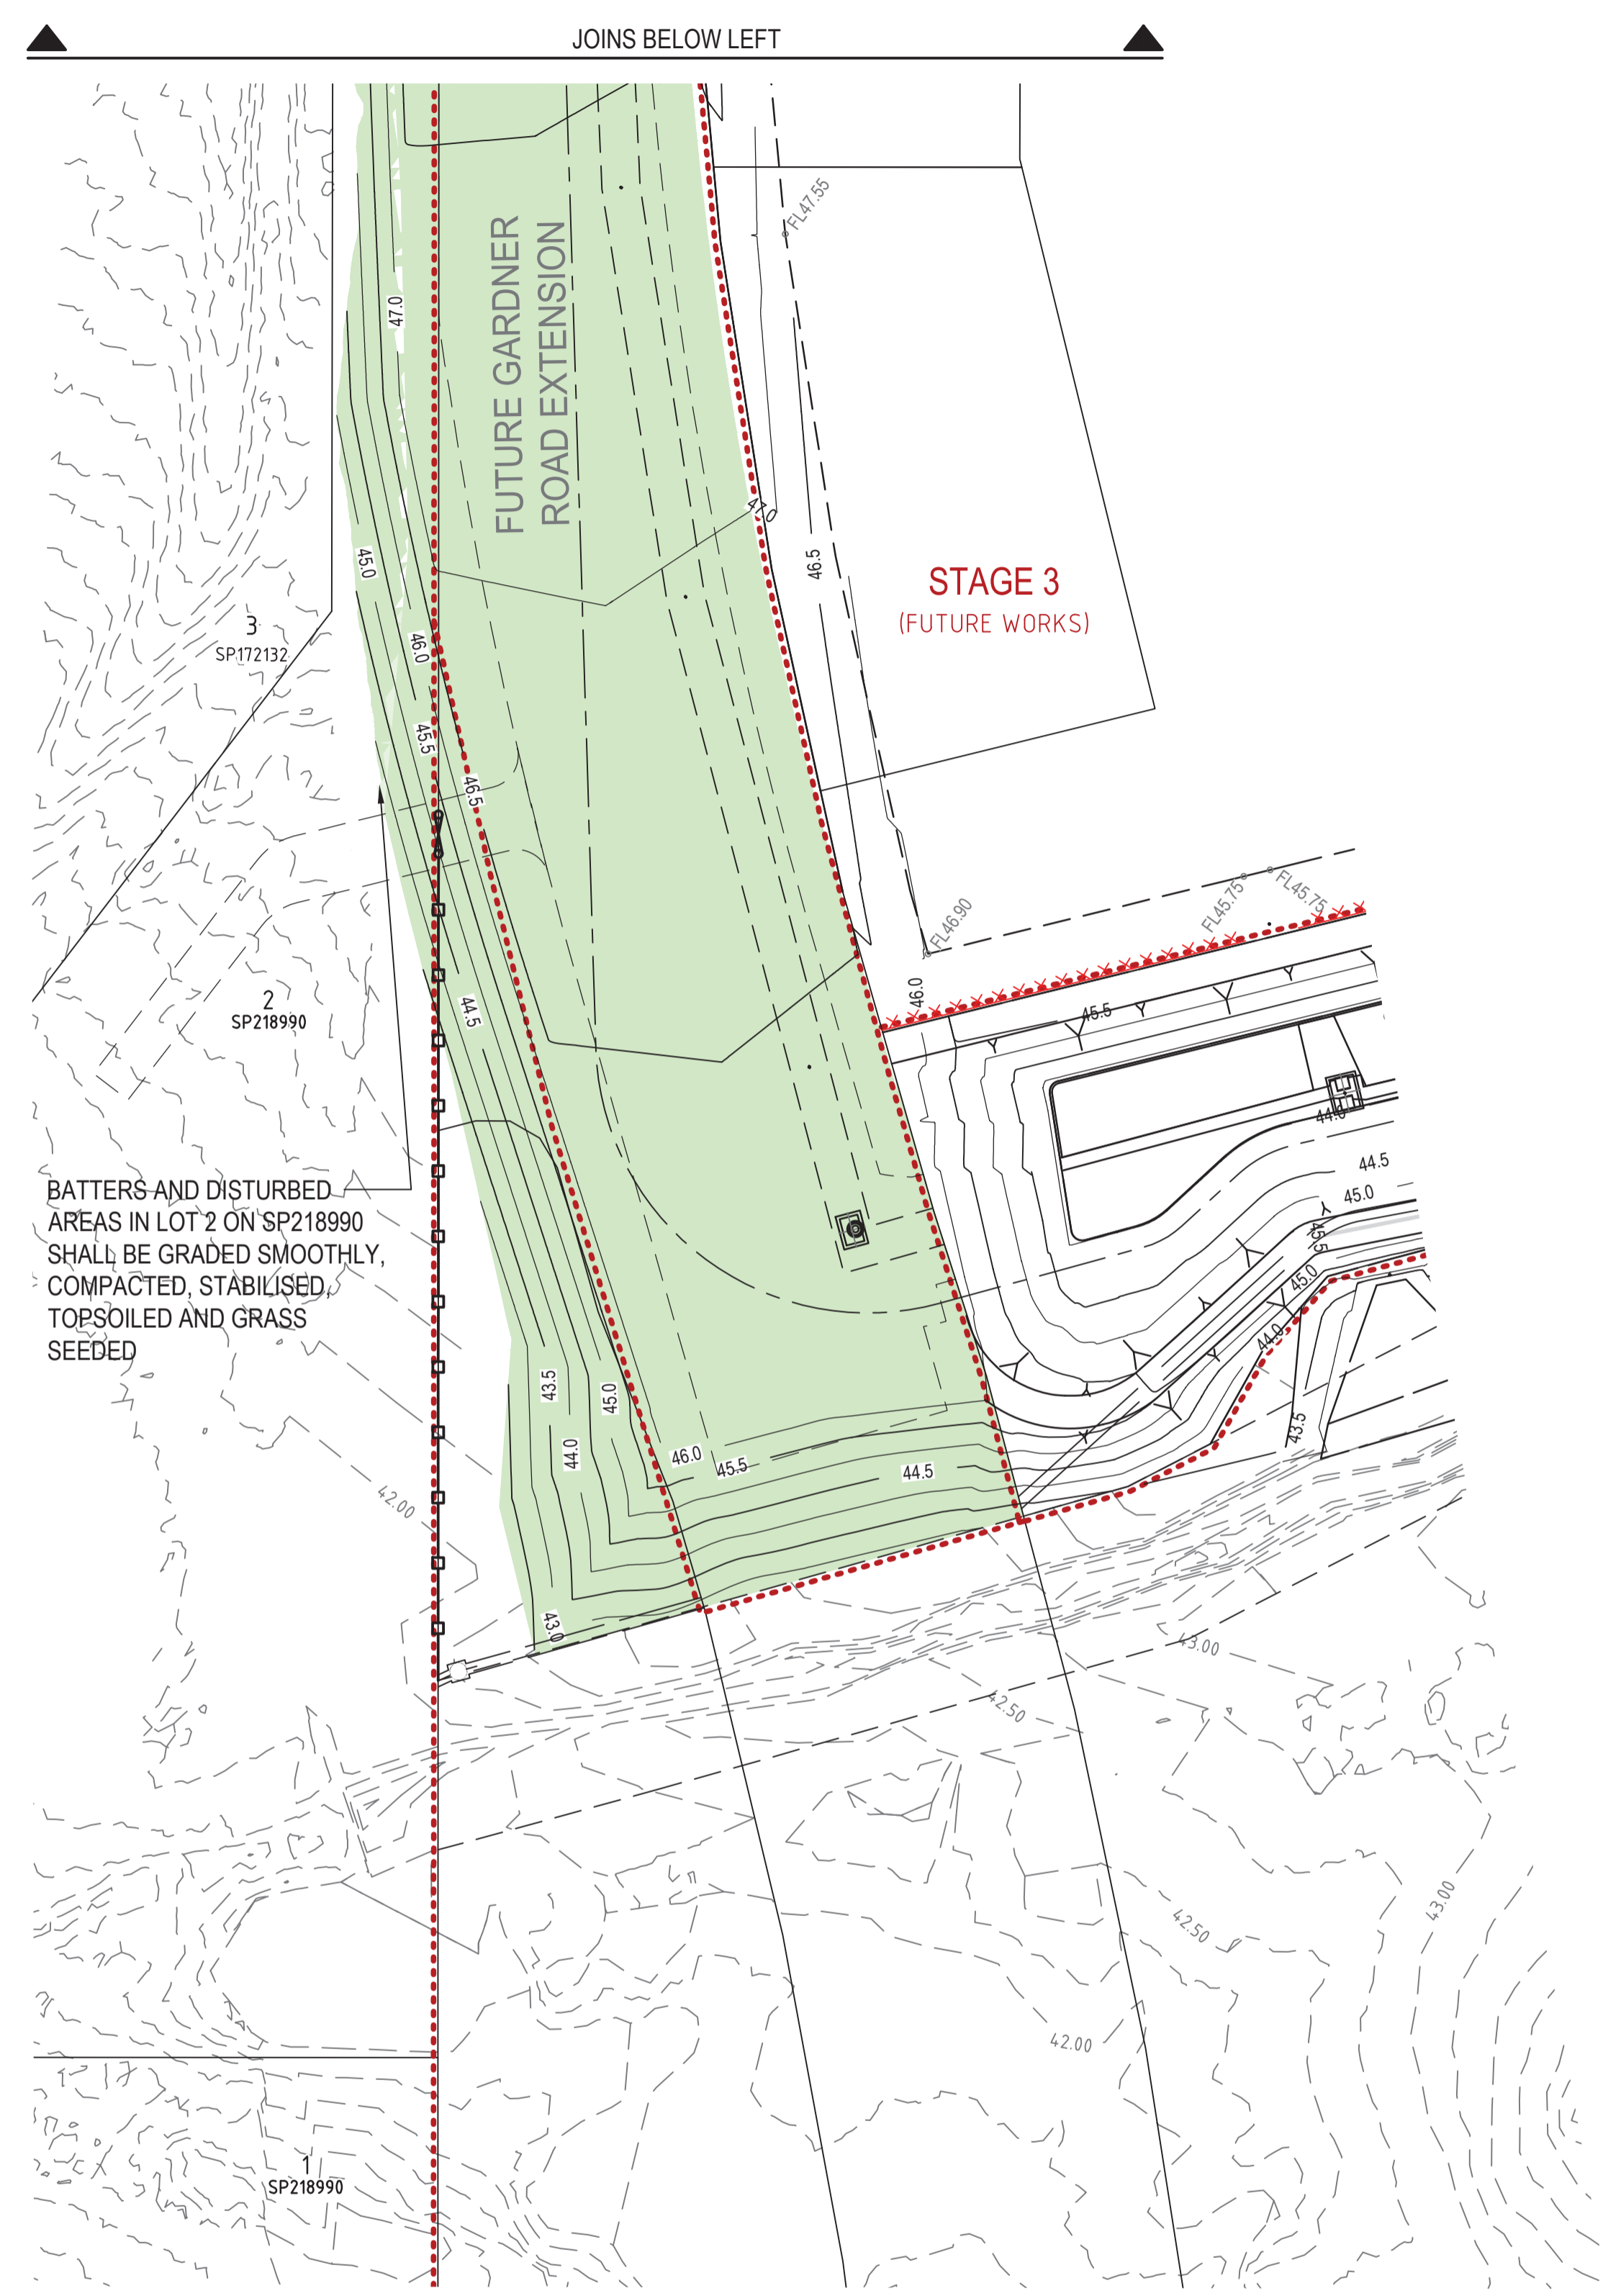 JOINS BELOW LEFT
FL47.55
47.0
FUTURE GARDNER
ROAD EXTENSION
47.0
46.5
45.0
STAGE 3
(FUTURE WORKS)
3
SP172132
46.0
45.5
46.5
FL45.75
FL45.75
FL46.90
46.0
2
SP218990
44.5
45.5
44.0
44.5
45.0
BATTERS AND DISTURBED
AREAS IN LOT 2 ON SP218990
SHALL BE GRADED SMOOTHLY,
COMPACTED, STABILISED,
TOPSOILED AND GRASS
SEEDED
45.5
45.0
44.0
43.5
45.0
43.5
44.0
46.0
45.5
44.5
42.00
43.0
43.00
42.50
43.00
42.50
42.00
1
SP218990